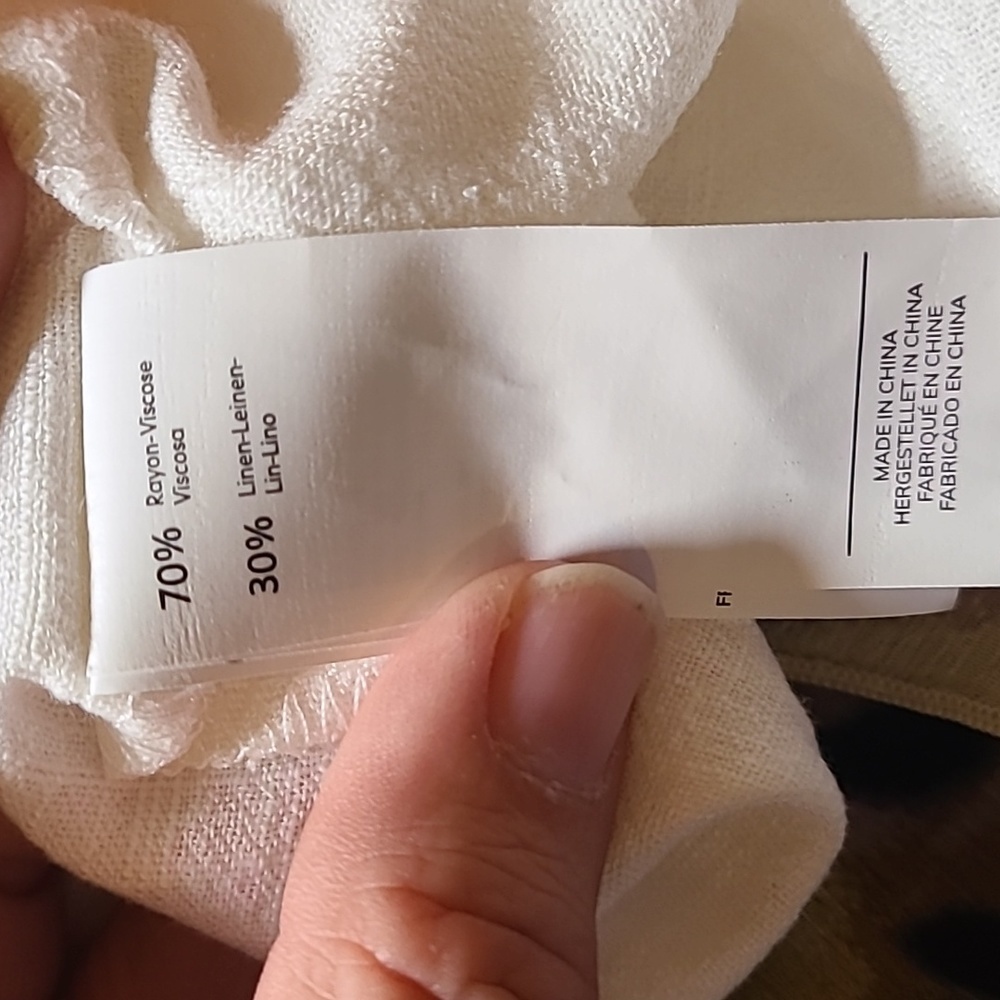 70% Rayon-Viscose
Viscosa
30% Linen-Leinen-
Lin-Lino
MADE IN CHINA
HERGESTELLET IN CHINA
FABRIQUÉ EN CHINE
FABRICADO EN CHINA